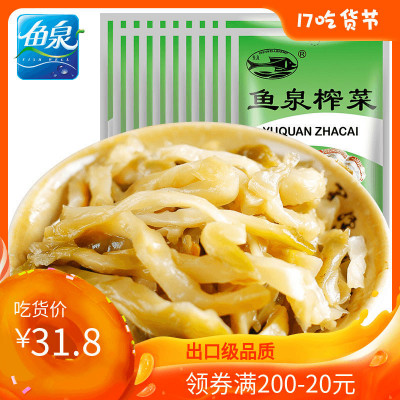 鱼泉
FISH WELL
17吃货节
®
鱼泉榨菜
YUQUAN ZHACAI
吃货价
¥31.8
出口级品质
领券满200-20元